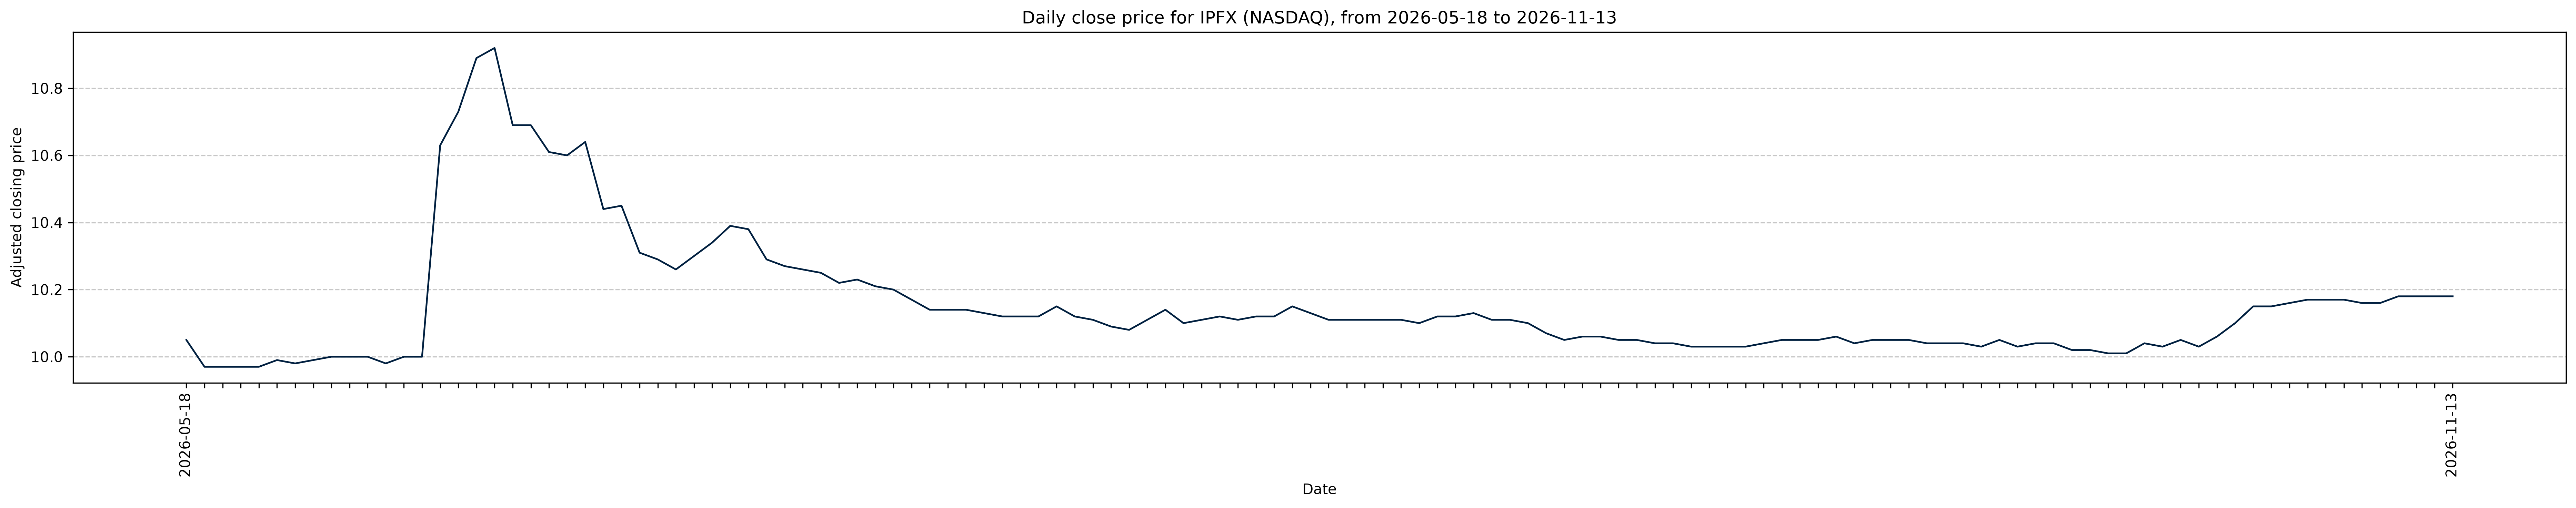 Daily close price for IPFX (NASDAQ), from 2026-05-18 to 2026-11-13
Adjusted closing price
10.8
10.6
10.4
10.2
10.0
2026-05-18
2026-11-13
Date